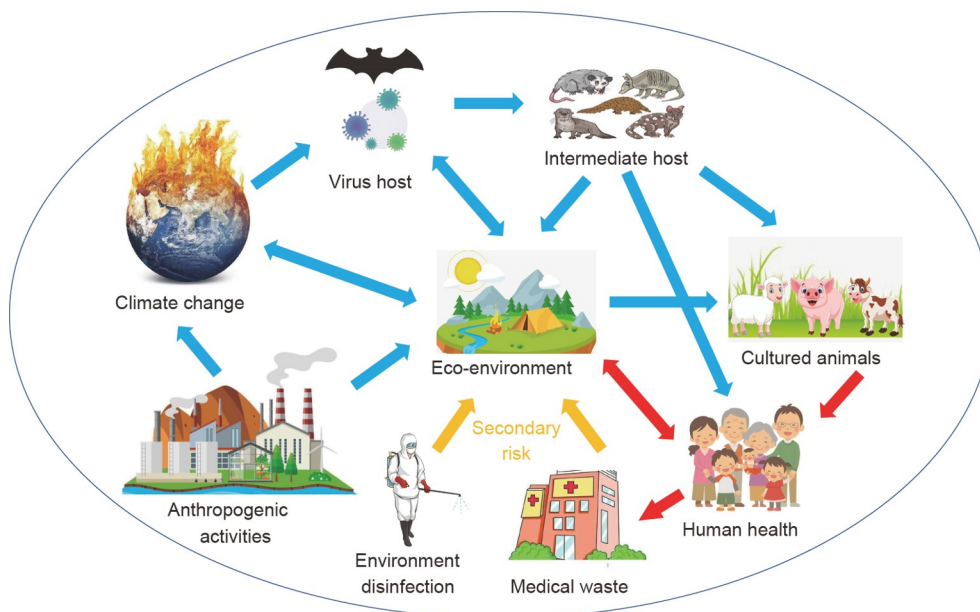 Virus host
Intermediate host
Climate change
Eco-environment
Cultured animals
Secondary
risk
Anthropogenic
activities
Environment
disinfection
Medical waste
Human health